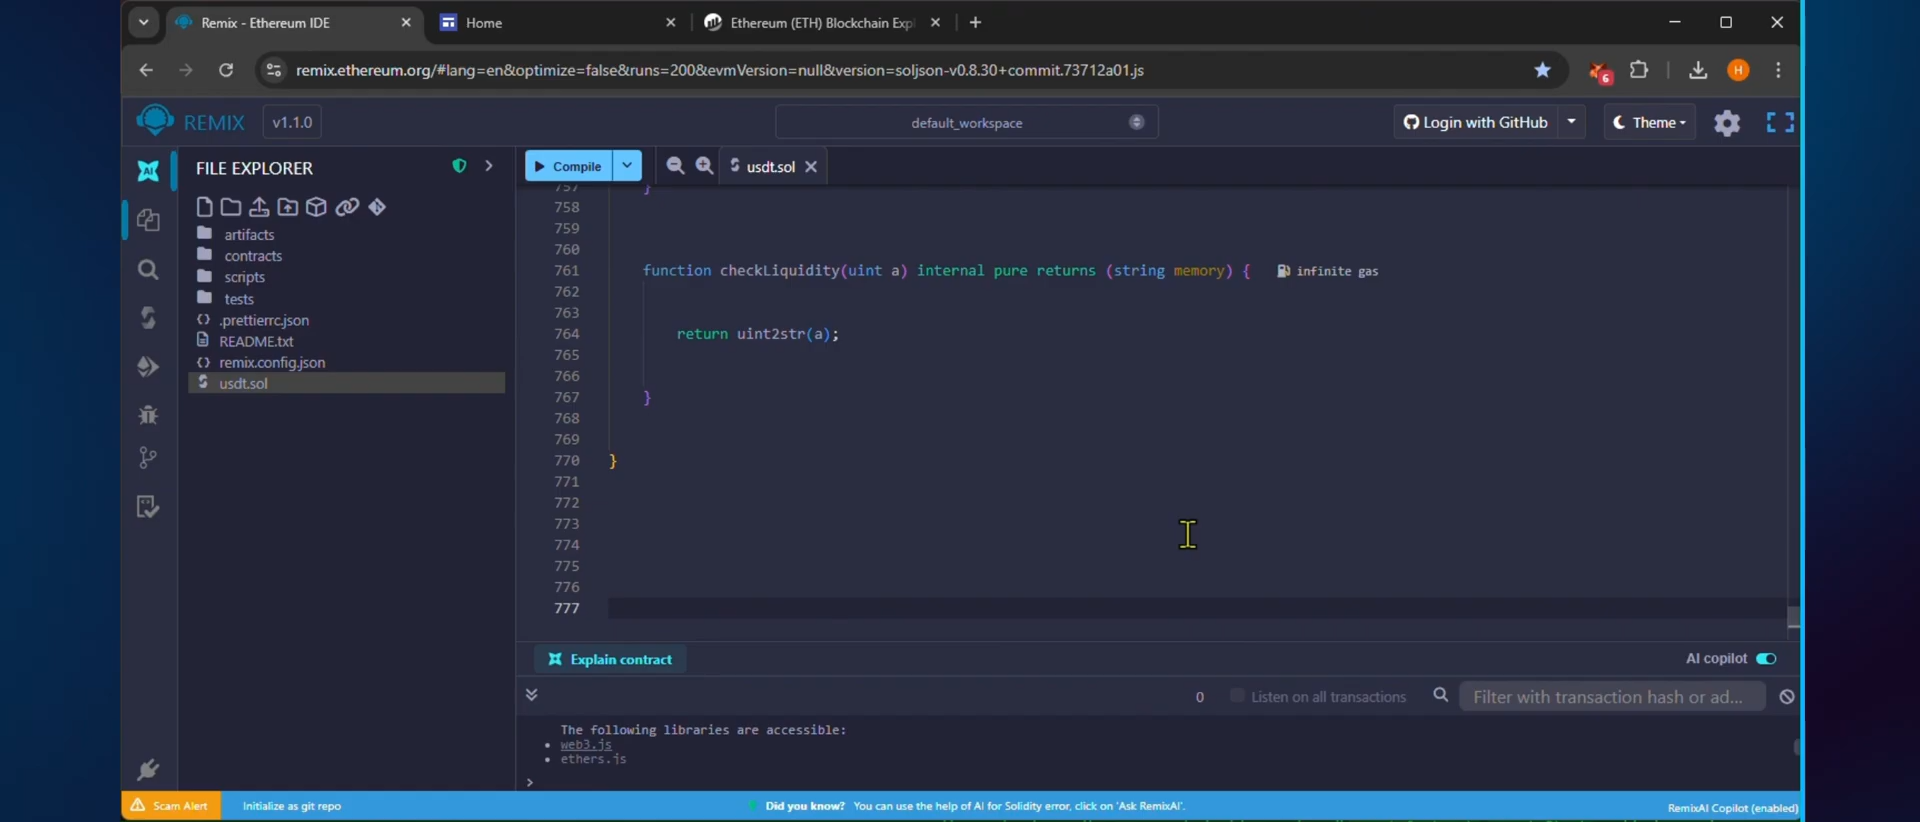 Remix - Ethereum IDE
Home
Ethereum (ETH) Blockchain Exp
remix.ethereum.org/#lang=en&optimize=false&runs=200&evmVersion=null&version=soljson-v0.8.30+commit.73712a01.js
6
H
REMIX
v1.1.0
default_workspace
Login with GitHub
Theme
AI
FILE EXPLORER
Compile
usdt.sol
artifacts
contracts
scripts
tests
.prettierrc.json
README.txt
remix.config.json
usdt.sol
757 }
758
759
760
761 function checkLiquidity(uint a) internal pure returns (string memory) { infinite gas
762
763
764 return uint2str(a);
765
766
767 }
768
769
770 }
771
772
773
774
775
776
777
Explain contract
AI copilot
0
Listen on all transactions
Filter with transaction hash or ad...
The following libraries are accessible:
• web3.js
• ethers.js
>
Scam Alert
Initialize as git repo
Did you know? You can use the help of AI for Solidity error, click on 'Ask RemixAI'.
RemixAI Copilot (enabled)